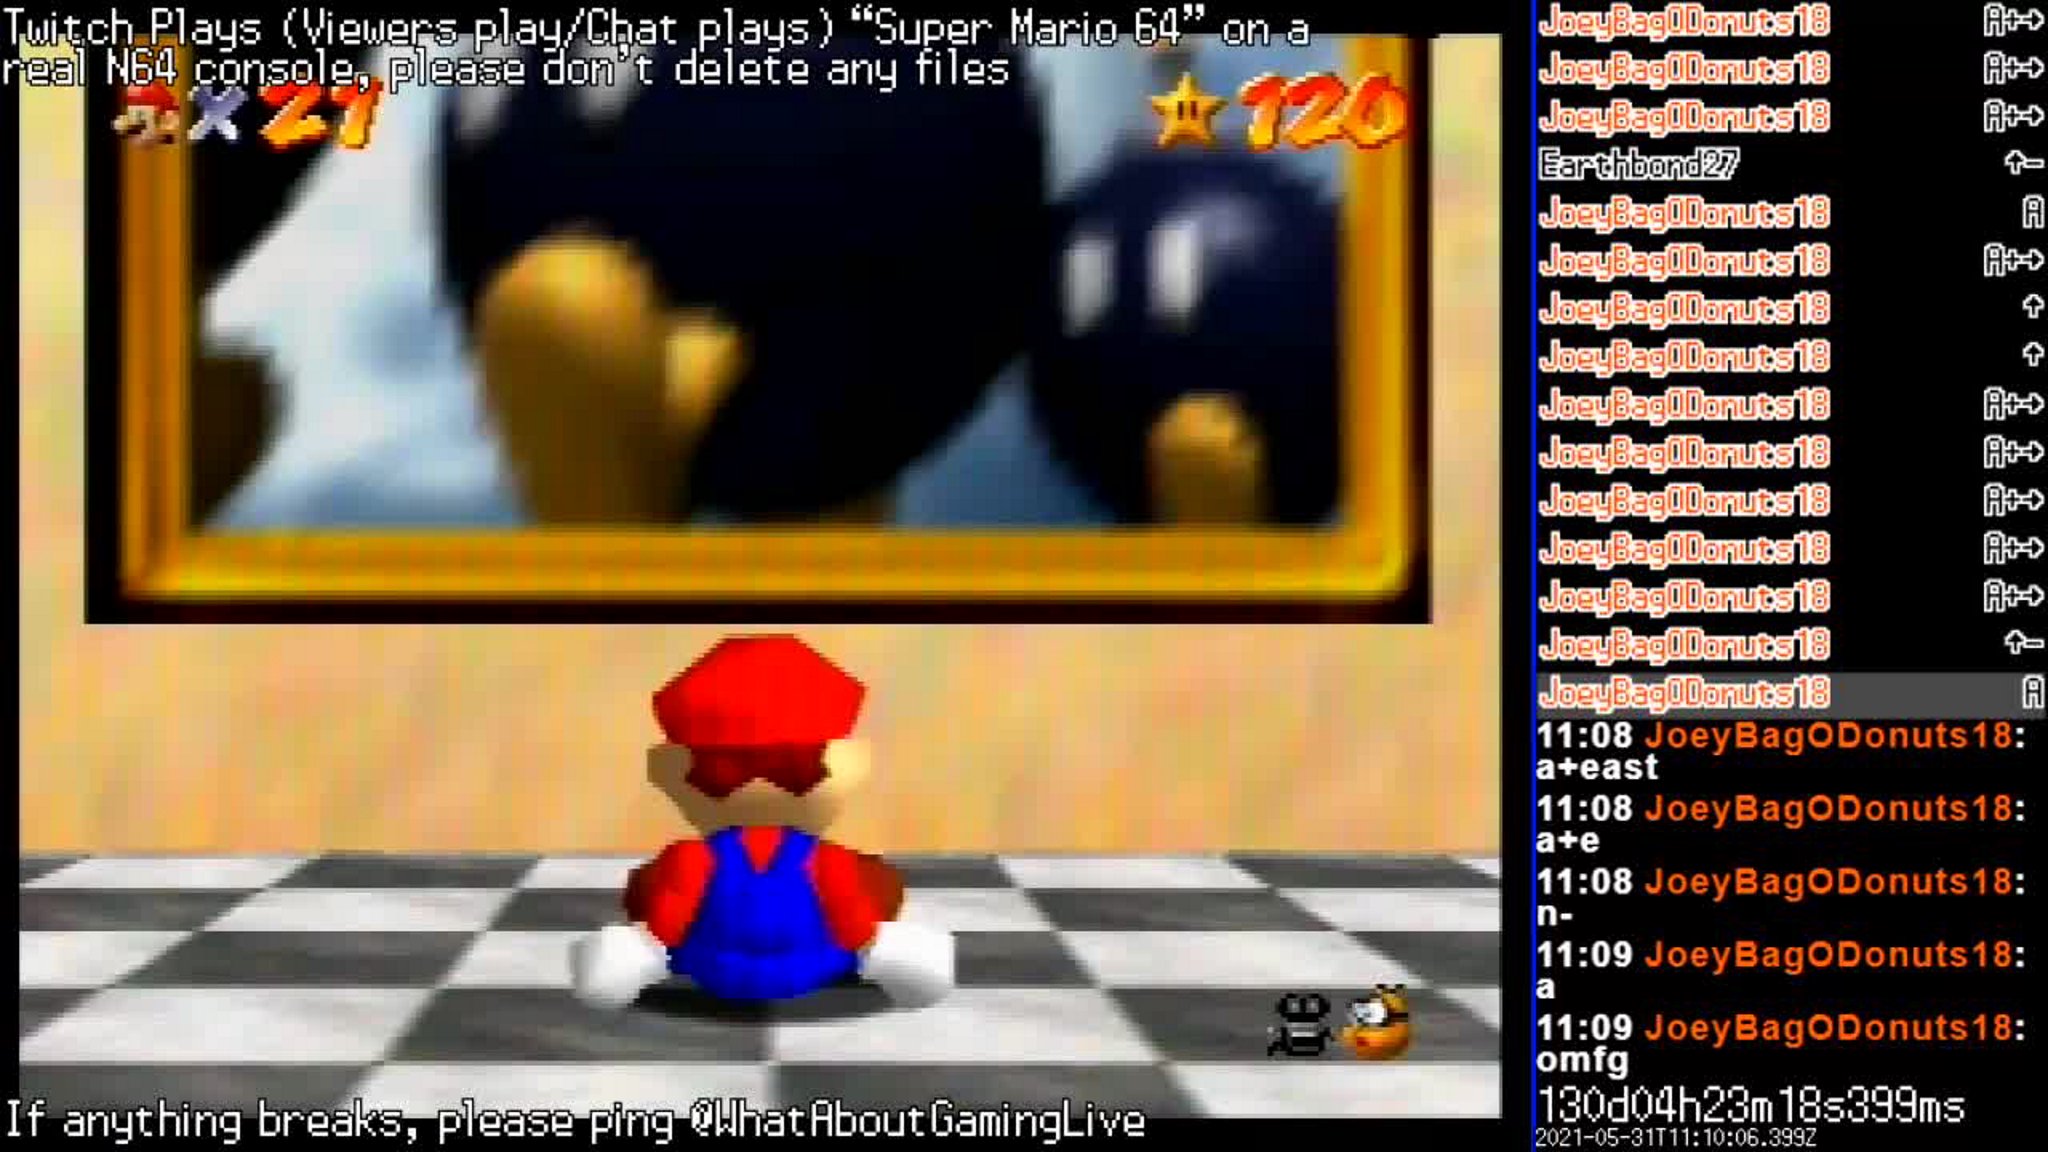 Twitch Plays (Viewers play/Chat plays) “Super Mario 64” on a
real N64 console, please don't delete any files
x 21
120
JoeyBagODonuts18 A+→
JoeyBagODonuts18 A+→
JoeyBagODonuts18 A+→
Earthbond27 ↑-
JoeyBagODonuts18 A
JoeyBagODonuts18 A+→
JoeyBagODonuts18 ↑
JoeyBagODonuts18 ↑
JoeyBagODonuts18 A+→
JoeyBagODonuts18 A+→
JoeyBagODonuts18 A+→
JoeyBagODonuts18 A+→
JoeyBagODonuts18 A+→
JoeyBagODonuts18 ↑-
JoeyBagODonuts18 A
11:08 JoeyBagODonuts18:
a+east
11:08 JoeyBagODonuts18:
a+e
11:08 JoeyBagODonuts18:
n-
11:09 JoeyBagODonuts18:
a
11:09 JoeyBagODonuts18:
omfg
130d04h23m18s399ms
2021-05-31T11:10:06.399Z
If anything breaks, please ping @WhatAboutGamingLive